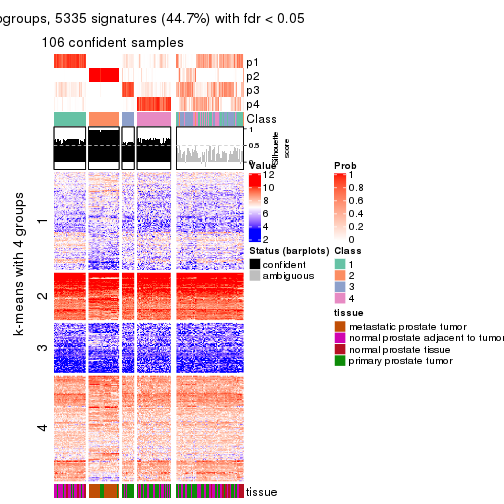 ogroups, 5335 signatures (44.7%) with fdr < 0.05
106 confident samples
p1
p2
p3
p4
Class
1
0.5
0
Silhouette
score
k-means with 4 groups
1
2
3
4
tissue
Value
12
10
8
6
4
2
Prob
1
0.8
0.6
0.4
0.2
0
Status (barplots)
confident
ambiguous
Class
1
2
3
4
tissue
metastatic prostate tumor
normal prostate adjacent to tumor
normal prostate tissue
primary prostate tumor